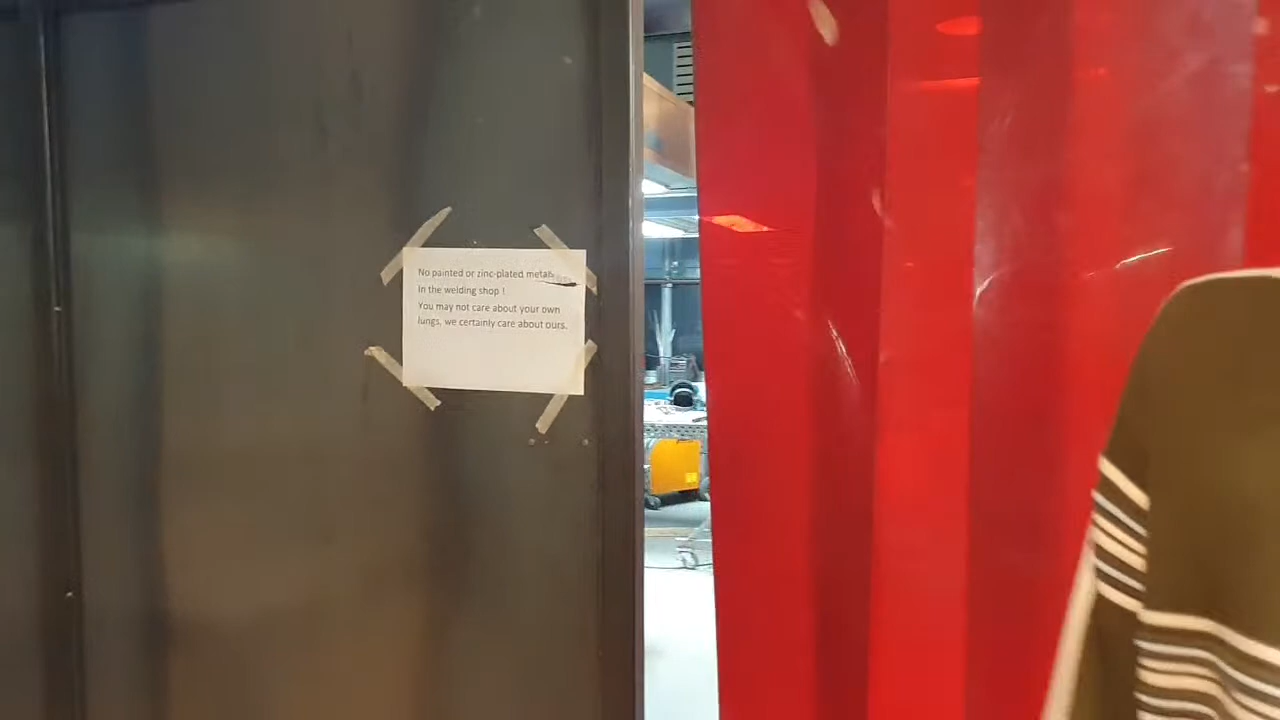 No painted or zinc-plated metals
In the welding shop !
You may not care about your own
lungs, we certainly care about ours.